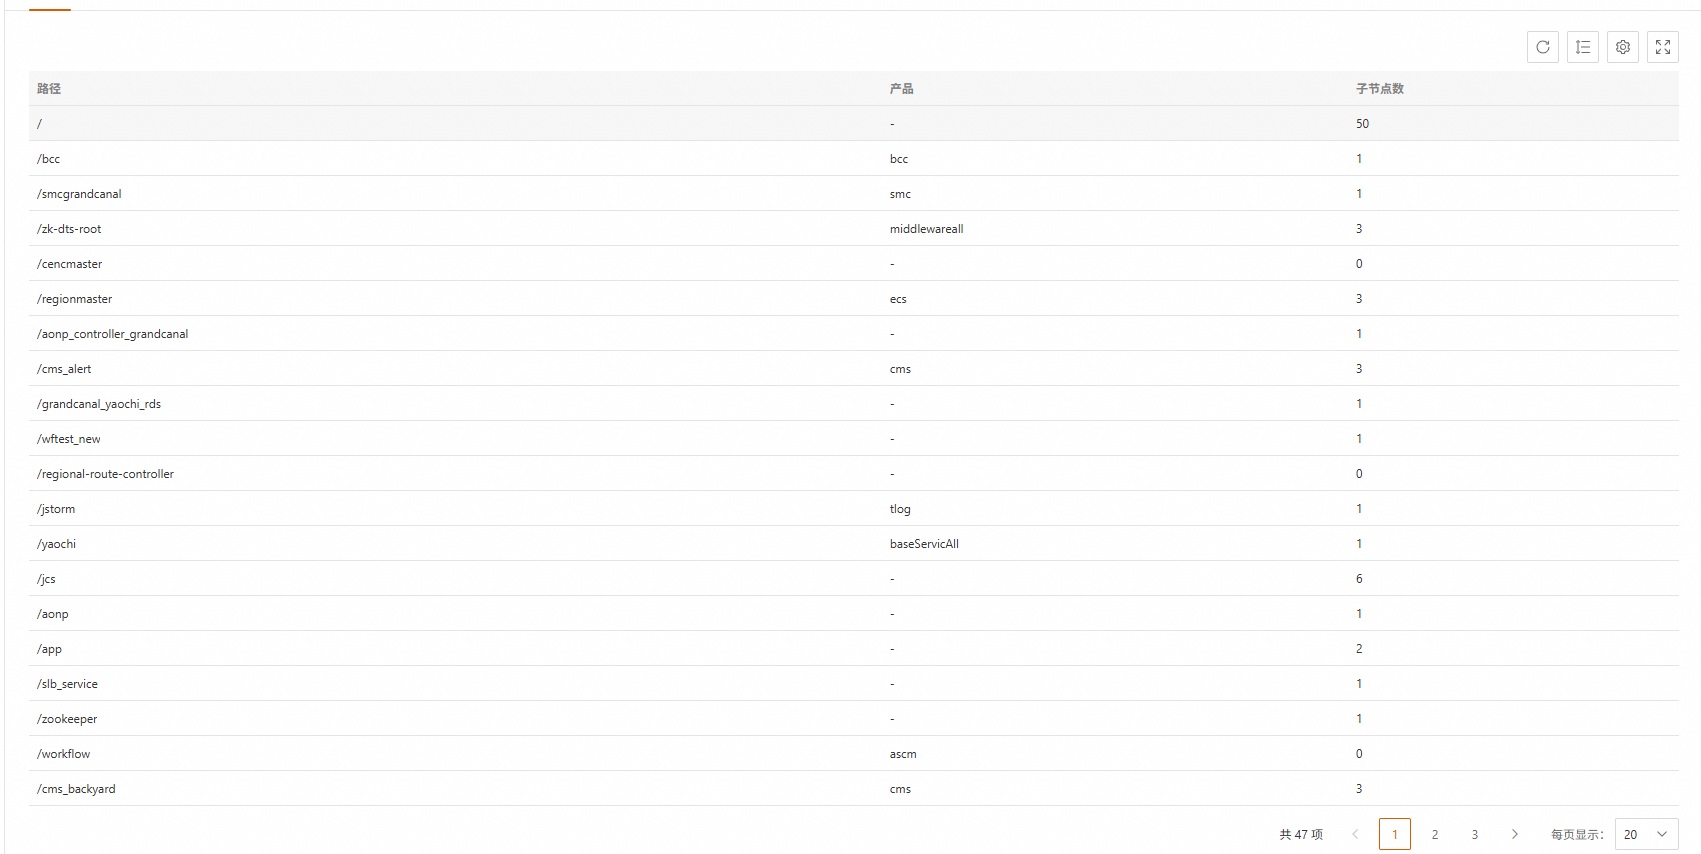 路径 产品 子节点数
/ - 50
/bcc bcc 1
/smcgrandcanal smc 1
/zk-dts-root middlewareall 3
/cencmaster - 0
/regionmaster ecs 3
/aonp_controller_grandcanal - 1
/cms_alert cms 3
/grandcanal_yaochi_rds - 1
/wftest_new - 1
/regional-route-controller - 0
/jstorm tlog 1
/yaochi baseServicAll 1
/jcs - 6
/aonp - 1
/app - 2
/slb_service - 1
/zookeeper - 1
/workflow ascm 0
/cms_backyard cms 3
共 47 项 1 2 3 每页显示: 20